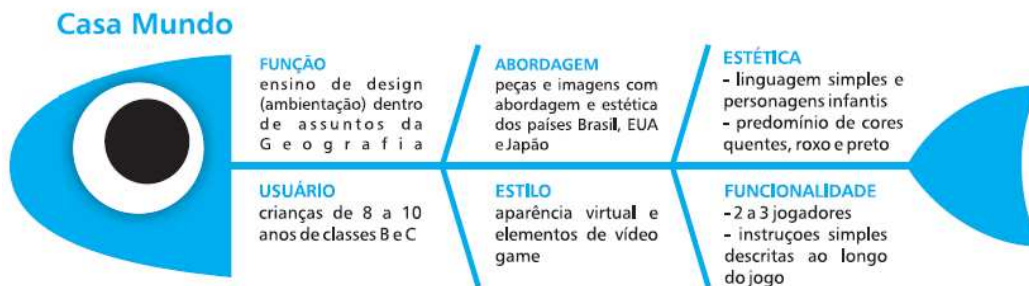 Casa Mundo
FUNÇÃO
ensino de design
(ambientação) dentro
de assuntos da
Geografia
ABORDAGEM
peças e imagens com
abordagem e estética
dos países Brasil, EUA
e Japão
ESTÉTICA
- linguagem simples e
personagens infantis
- predomínio de cores
quentes, roxo e preto
USUÁRIO
crianças de 8 a 10
anos de classes B e C
ESTILO
aparência virtual e
elementos de vídeo
game
FUNCIONALIDADE
- 2 a 3 jogadores
- instruçoes simples
descritas ao longo
do jogo